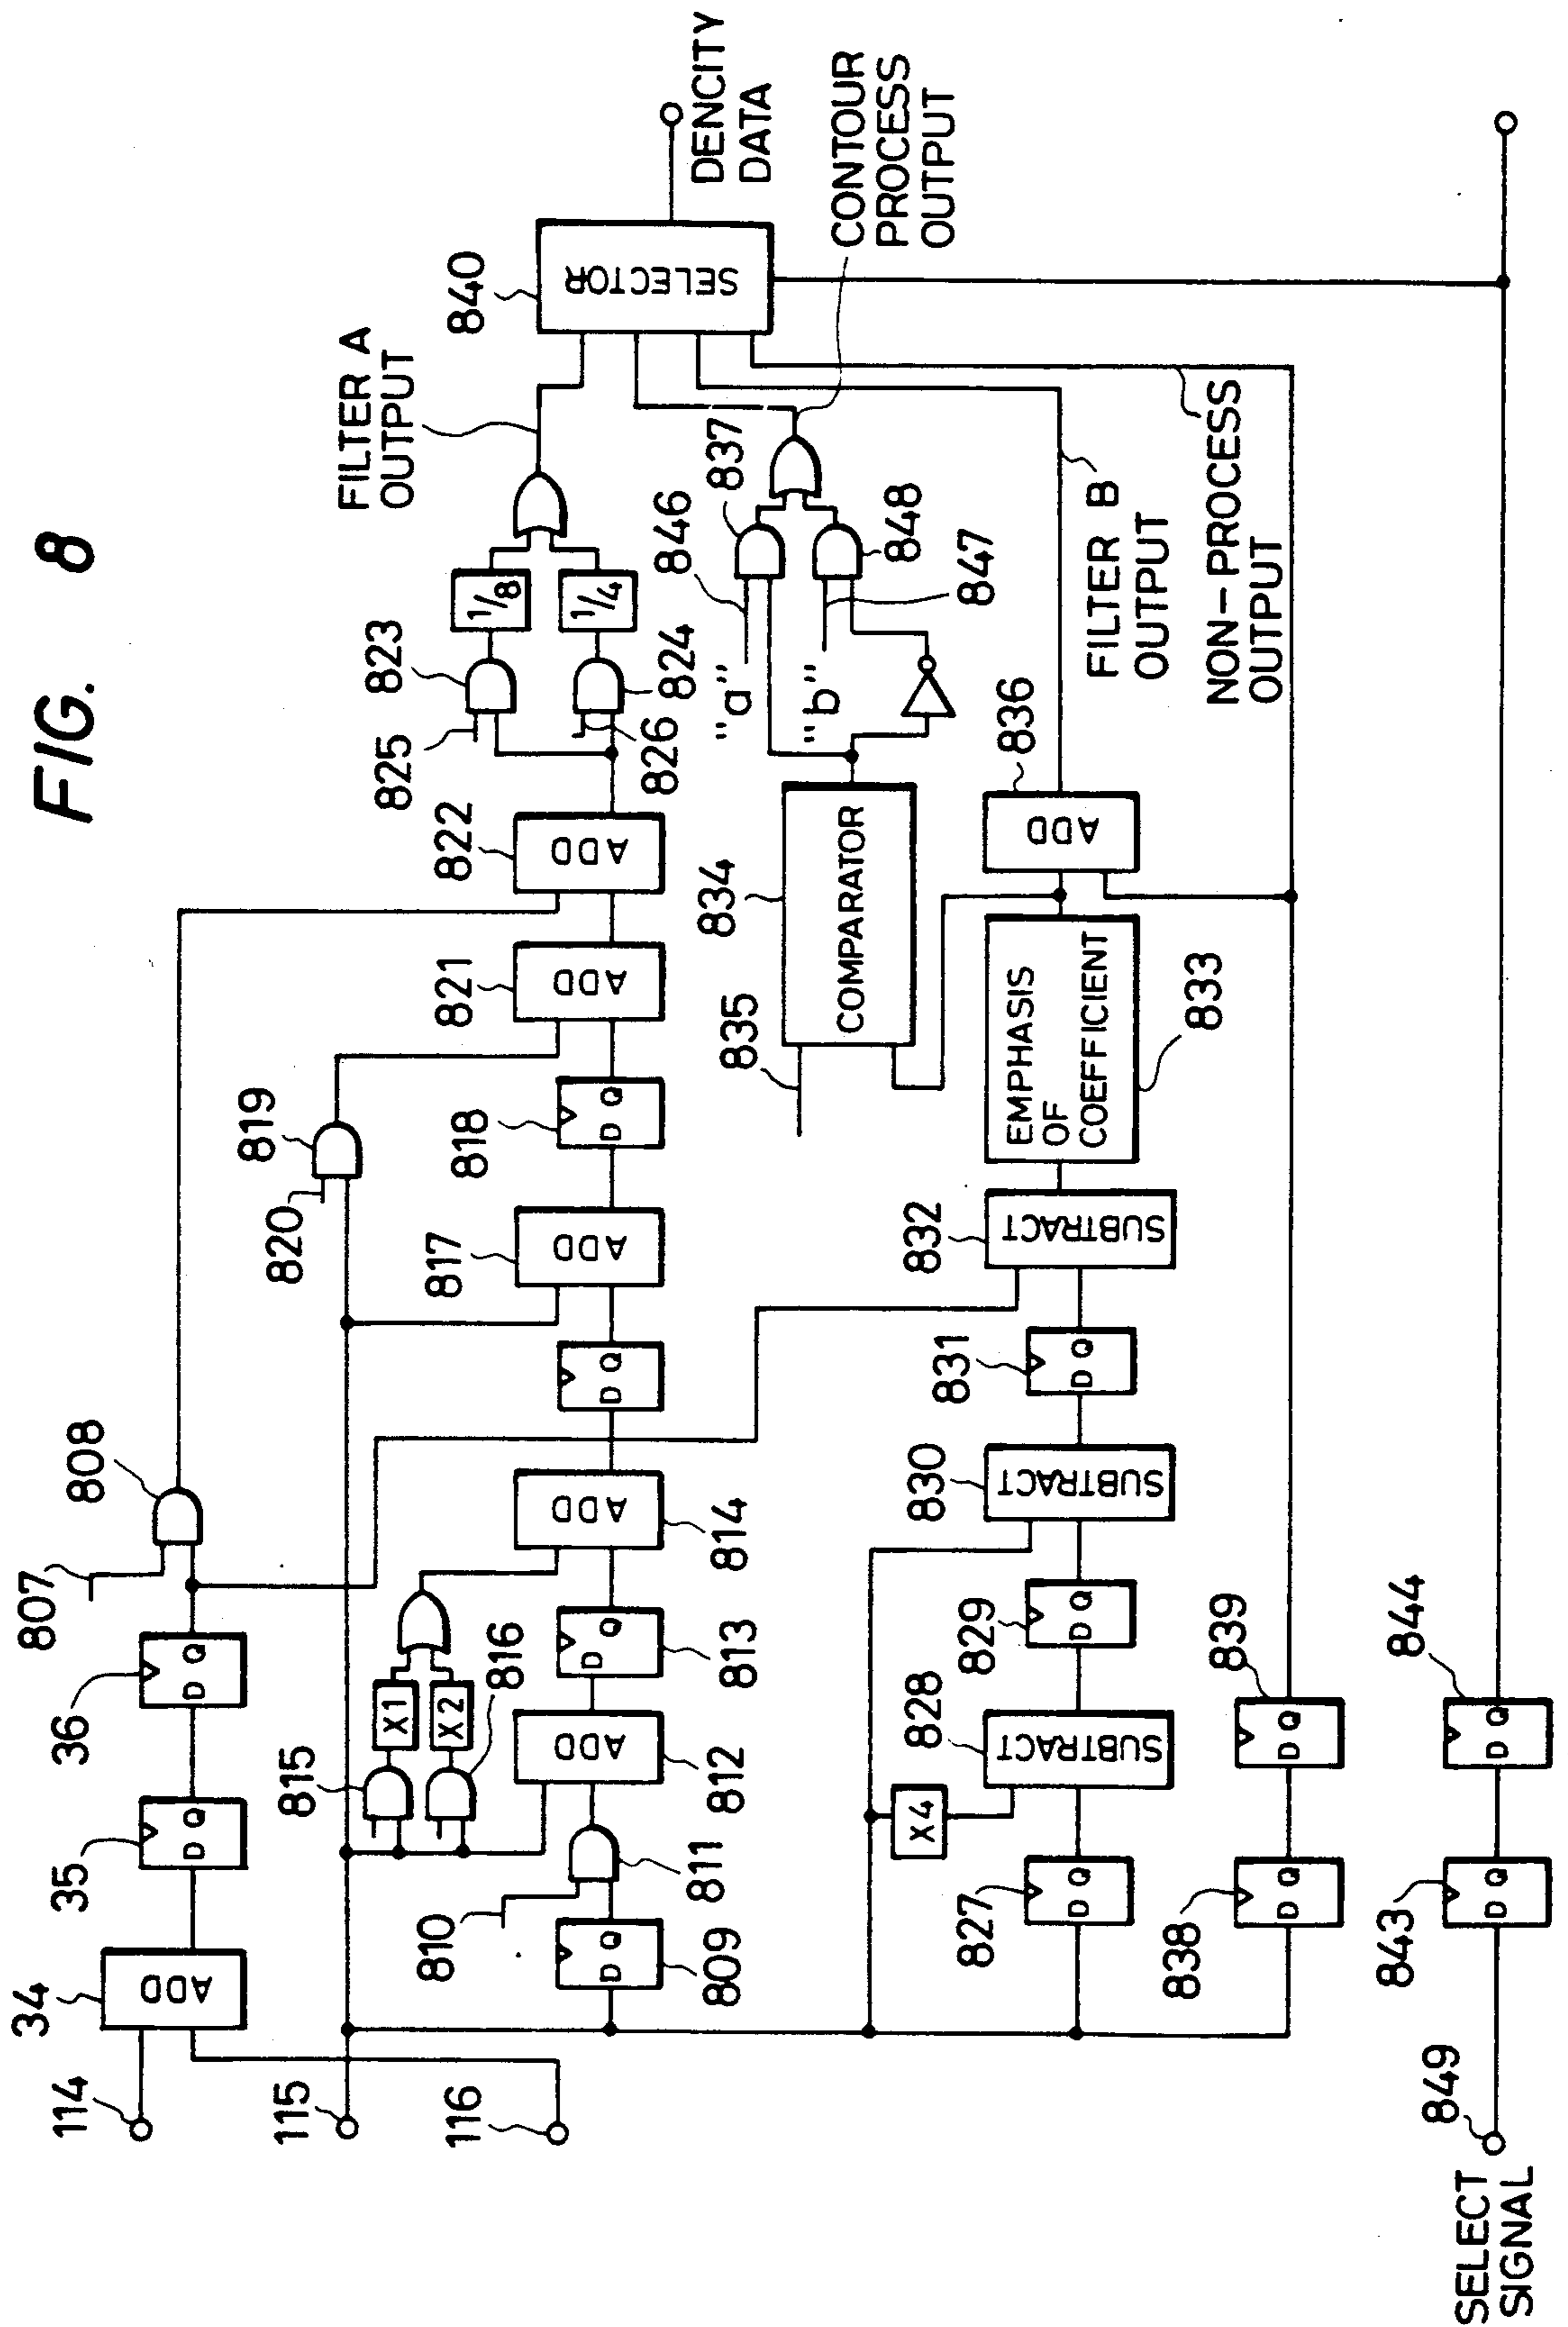 FIG. 8
34
35
36
807
808
114
115
116
ADD
D Q
D Q
815
816
X1
X2
819
820
809
810
811
812
813
814
817
818
821
822
D Q
ADD
D Q
ADD
D Q
ADD
D Q
ADD
ADD
823
824
825
826
1/8
1/4
FILTER A
OUTPUT
840
SELECTOR
DENCITY
DATA
834
835
COMPARATOR
"a"
"b"
846
837
848
847
CONTOUR
PROCESS
OUTPUT
X4
827
828
829
830
831
832
833
836
D Q
SUBTRACT
D Q
SUBTRACT
D Q
SUBTRACT
EMPHASIS
OF
COEFFICIENT
ADD
FILTER B
OUTPUT
838
839
D Q
D Q
NON-PROCESS
OUTPUT
843
844
D Q
D Q
849
SELECT
SIGNAL